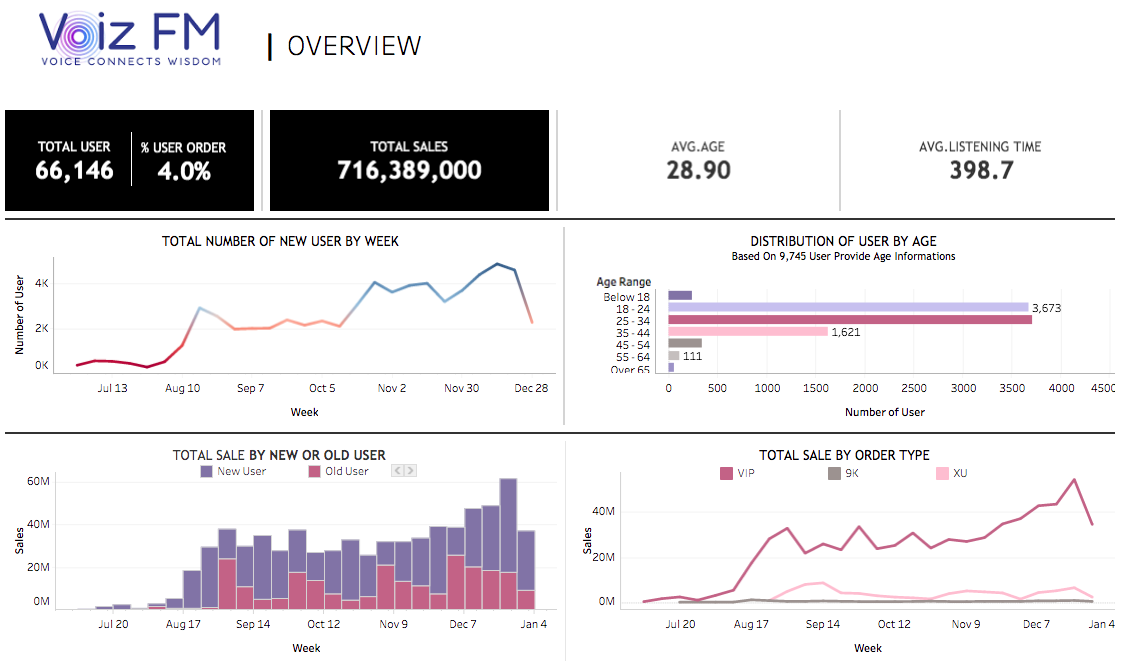 Voiz FM
VOICE CONNECTS WISDOM
| OVERVIEW
TOTAL USER
66,146
% USER ORDER
4.0%
TOTAL SALES
716,389,000
AVG.AGE
28.90
AVG.LISTENING TIME
398.7
TOTAL NUMBER OF NEW USER BY WEEK
Number of User
4K
2K
0K
Jul 13 Aug 10 Sep 7 Oct 5 Nov 2 Nov 30 Dec 28
Week
DISTRIBUTION OF USER BY AGE
Based On 9,745 User Provide Age Informations
Age Range
Below 18
18 - 24 3,673
25 - 34
35 - 44 1,621
45 - 54
55 - 64 111
Over 65
0 500 1000 1500 2000 2500 3000 3500 4000 4500
Number of User
TOTAL SALE BY NEW OR OLD USER
New User Old User
Sales
60M
40M
20M
0M
Jul 20 Aug 17 Sep 14 Oct 12 Nov 9 Dec 7 Jan 4
Week
TOTAL SALE BY ORDER TYPE
VIP 9K XU
Sales
40M
20M
0M
Jul 20 Aug 17 Sep 14 Oct 12 Nov 9 Dec 7 Jan 4
Week